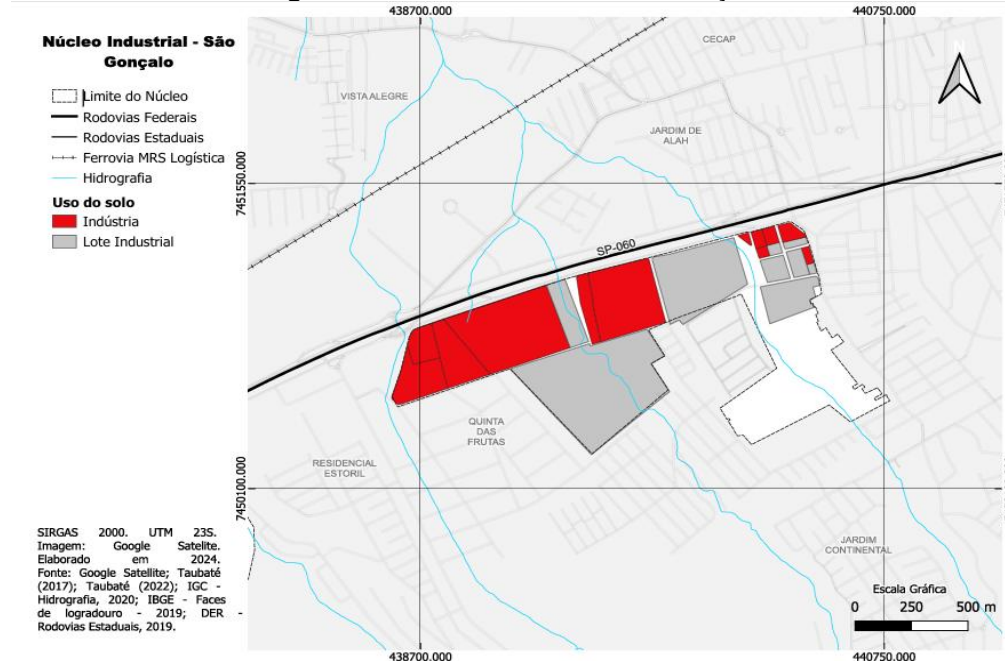 Núcleo Industrial - São
Gonçalo
Limite do Núcleo
Rodovias Federais
Rodovias Estaduais
Ferrovia MRS Logística
Hidrografia
Uso do solo
Indústria
Lote Industrial
SIRGAS 2000. UTM 23S.
Imagem: Google Satelite.
Elaborado em 2024.
Fonte: Google Satellite; Taubaté
(2017); Taubaté (2022); IGC -
Hidrografia, 2020; IBGE - Faces
de logradouro - 2019; DER -
Rodovias Estaduais, 2019.
438700.000
440750.000
CECAP
N
VISTA ALEGRE
JARDIM DE
ALAH
7451550.000
SP-060
QUINTA
DAS
FRUTAS
RESIDENCIAL
ESTORIL
7450100.000
JARDIM
CONTINENTAL
Escala Gráfica
0 250 500 m
438700.000
440750.000